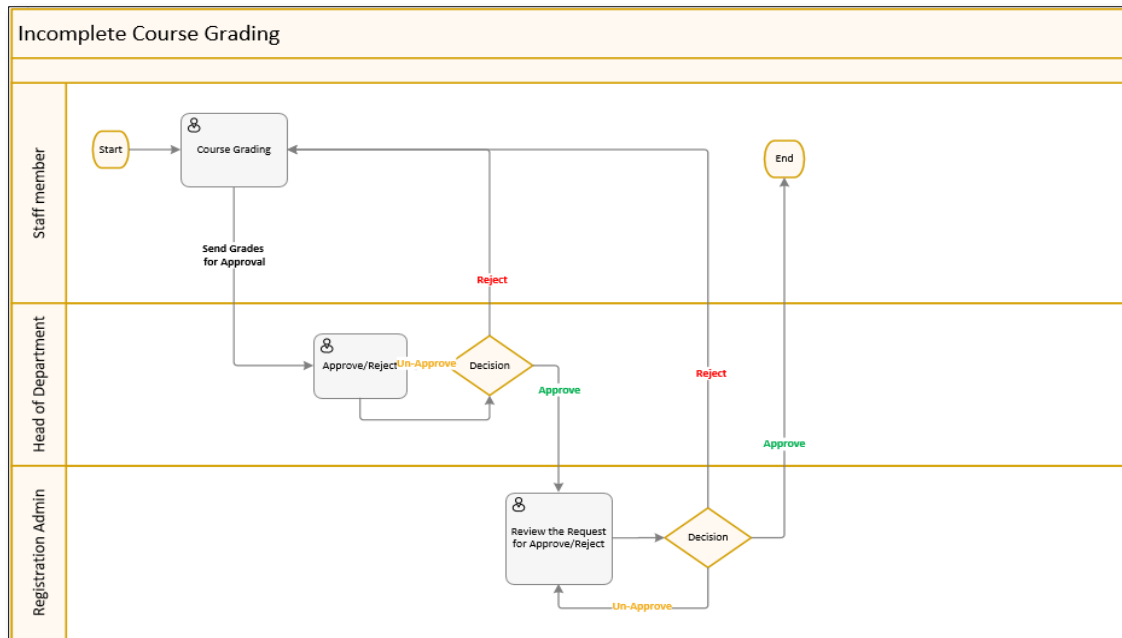 Incomplete Course Grading
Staff member
Start
Course Grading
End
Send Grades
for Approval
Reject
Head of Department
Approve/Reject
Un-Approve
Decision
Approve
Reject
Approve
Registration Admin
Review the Request
for Approve/Reject
Decision
Un-Approve